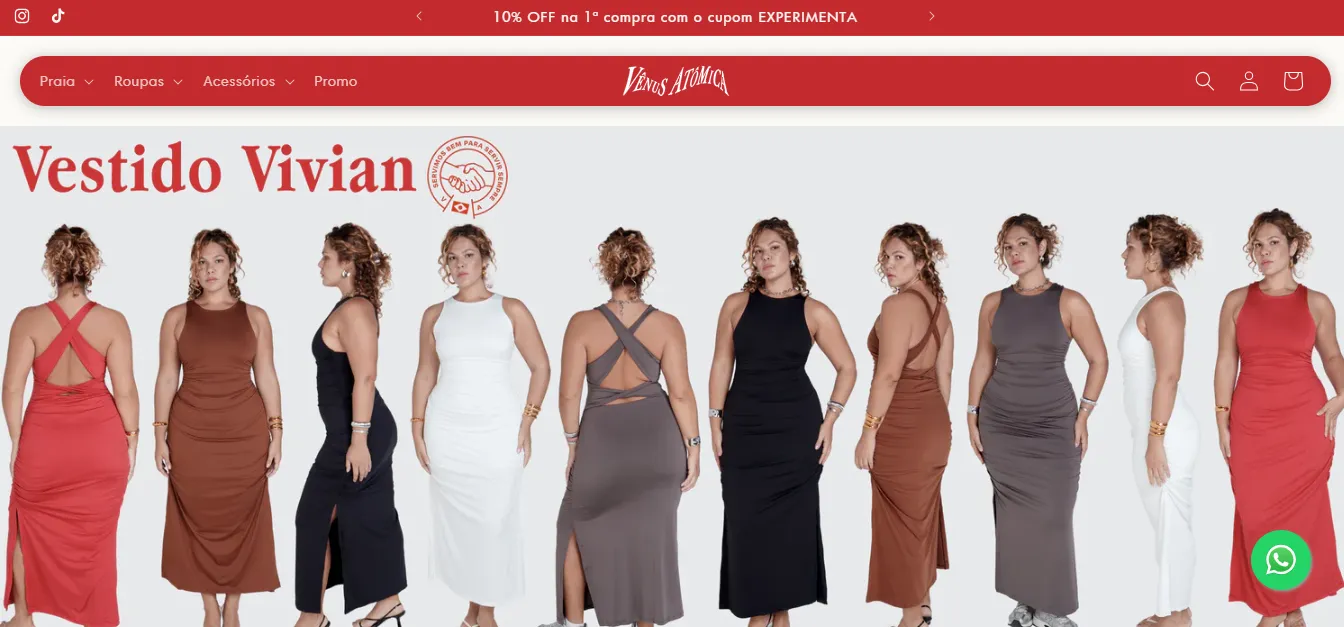 10% OFF na 1ª compra com o cupom EXPERIMENTA
Praia
Roupas
Acessórios
Promo
VÊNUS ATÔMICA
Vestido Vivian
SERVIMOS BEM PARA SERVIR SEMPRE
V
A